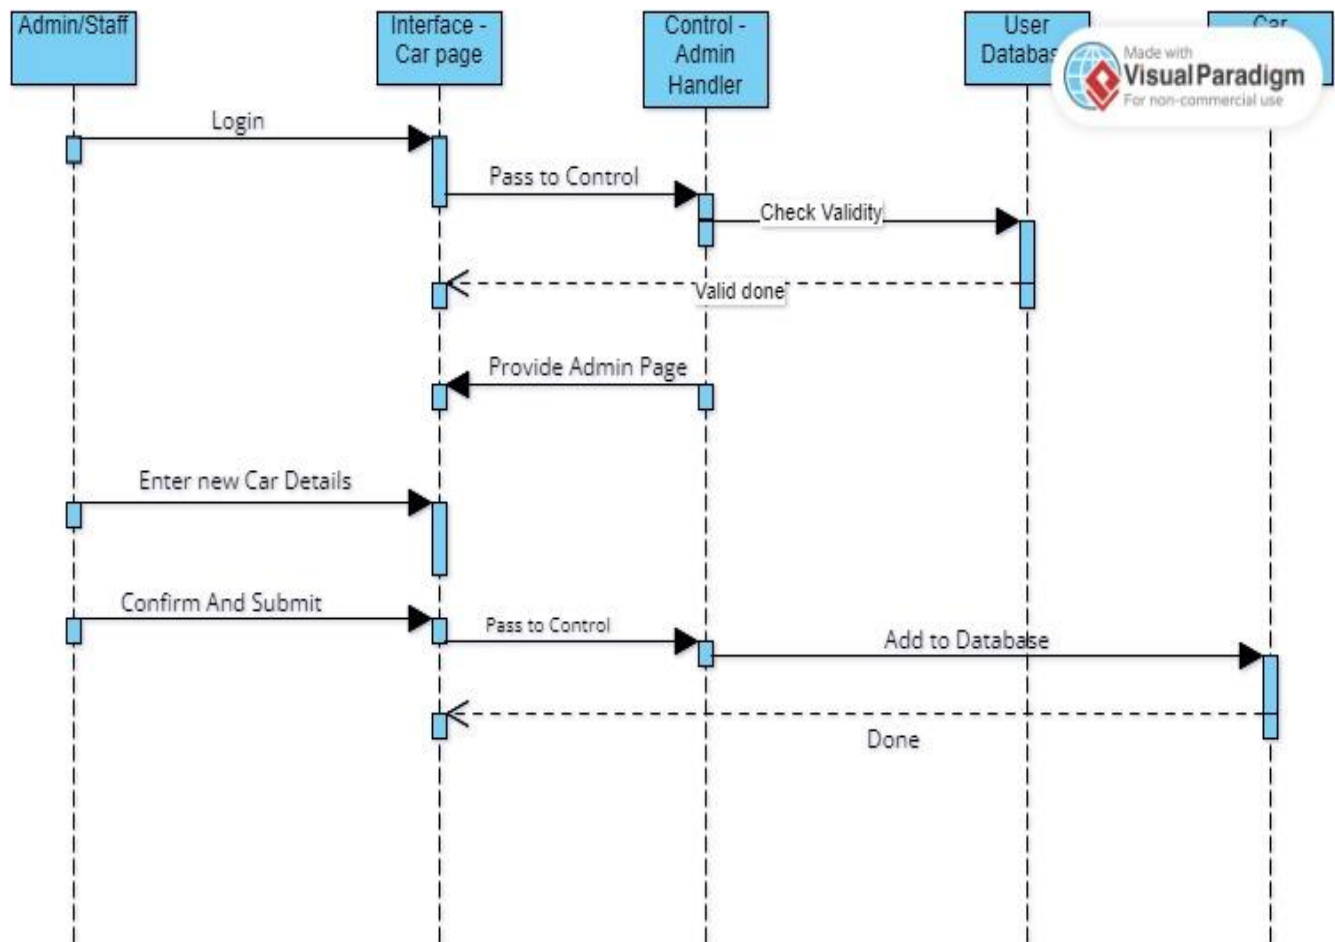 Admin/Staff
Interface -
Car page
Control -
Admin
Handler
User
Databas
Car
Made with
Visual Paradigm
For non-commercial use
Login
Pass to Control
Check Validity
Valid done
Provide Admin Page
Enter new Car Details
Confirm And Submit
Pass to Control
Add to Database
Done